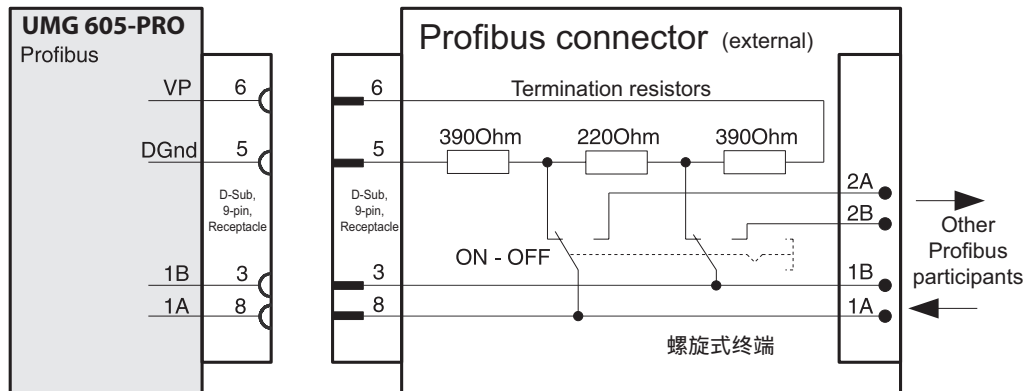 UMG 605-PRO
Profibus
VP 6
DGnd 5
D-Sub,
9-pin,
Receptacle
1B 3
1A 8
Profibus connector (external)
6
Termination resistors
5
390Ohm 220Ohm 390Ohm
D-Sub,
9-pin,
Receptacle
ON - OFF
3
8
2A
2B
1B
1A
螺旋式终端
Other
Profibus
participants